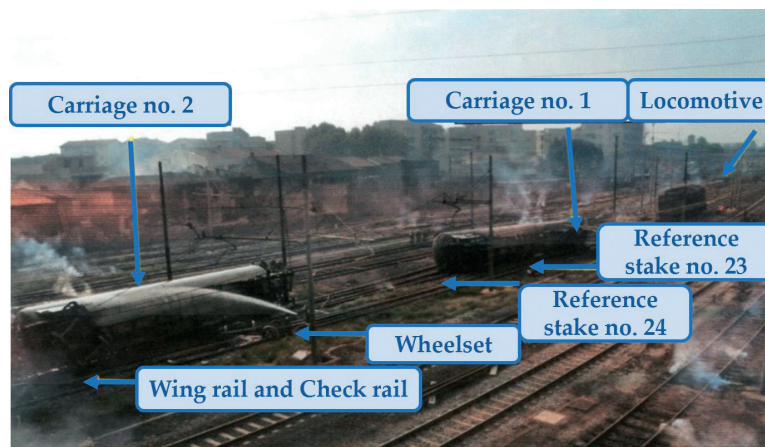 Carriage no. 2
Carriage no. 1
Locomotive
Reference
stake no. 23
Reference
stake no. 24
Wheelset
Wing rail and Check rail